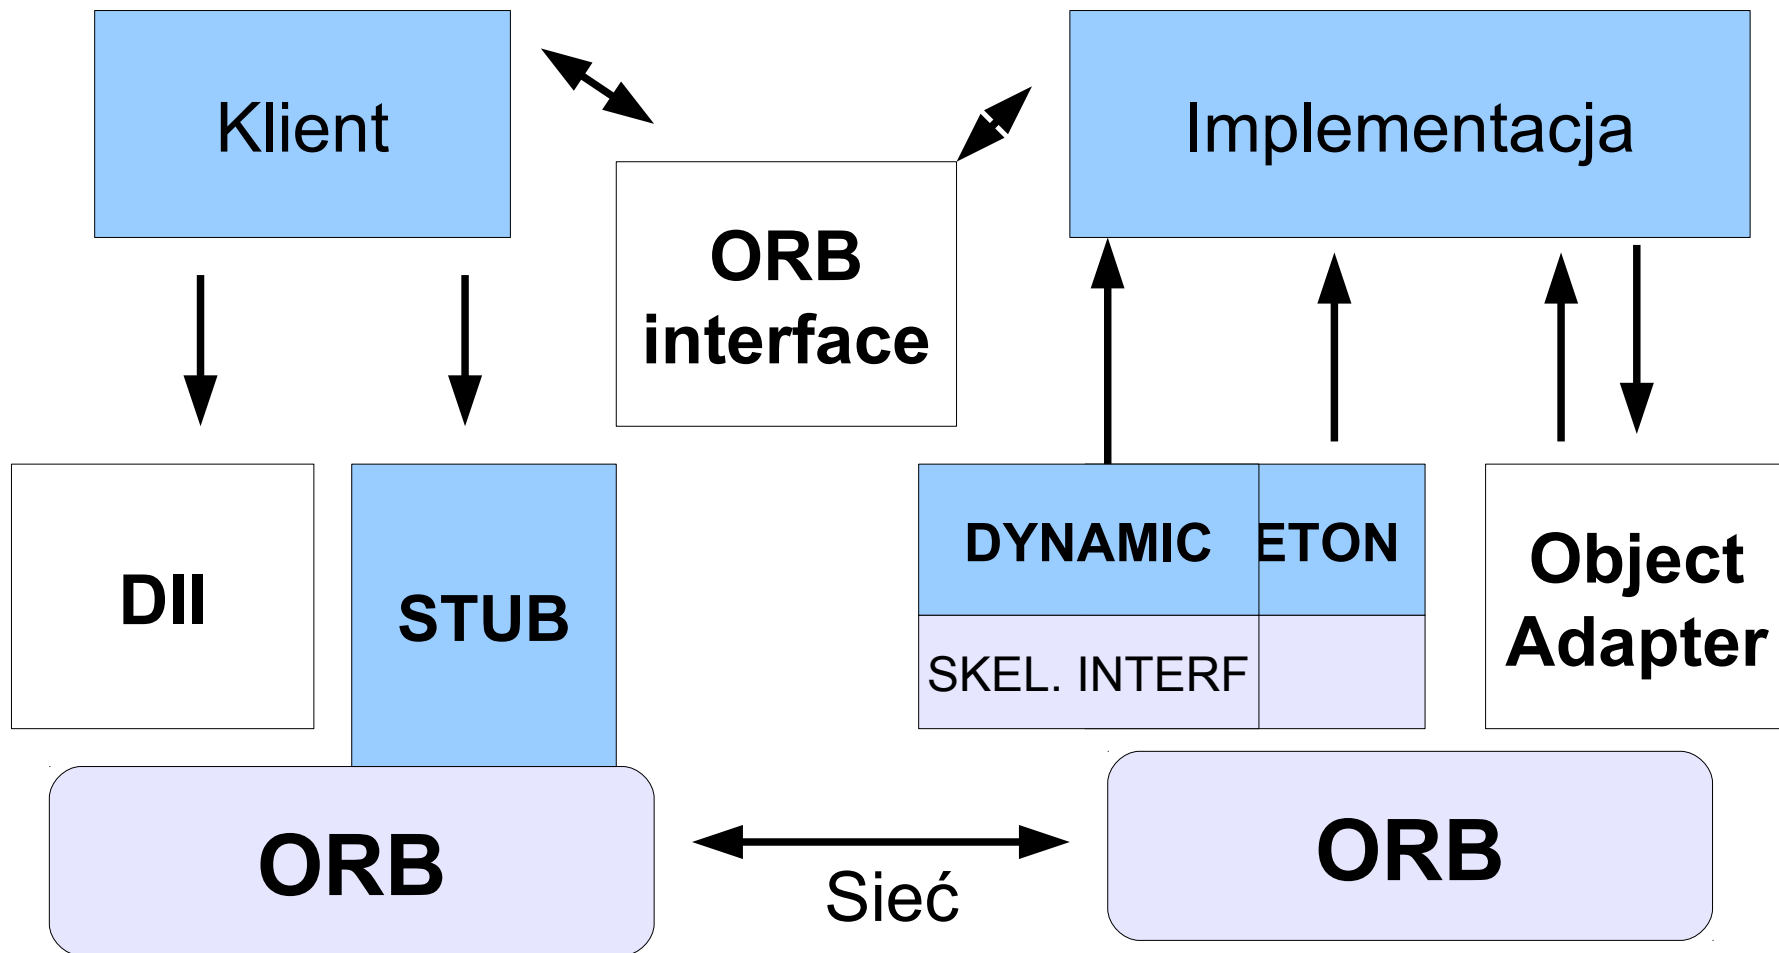 Klient
Implementacja
ORB
interface
DII
STUB
DYNAMIC
ETON
SKEL. INTERF
Object
Adapter
ORB
Sieć
ORB